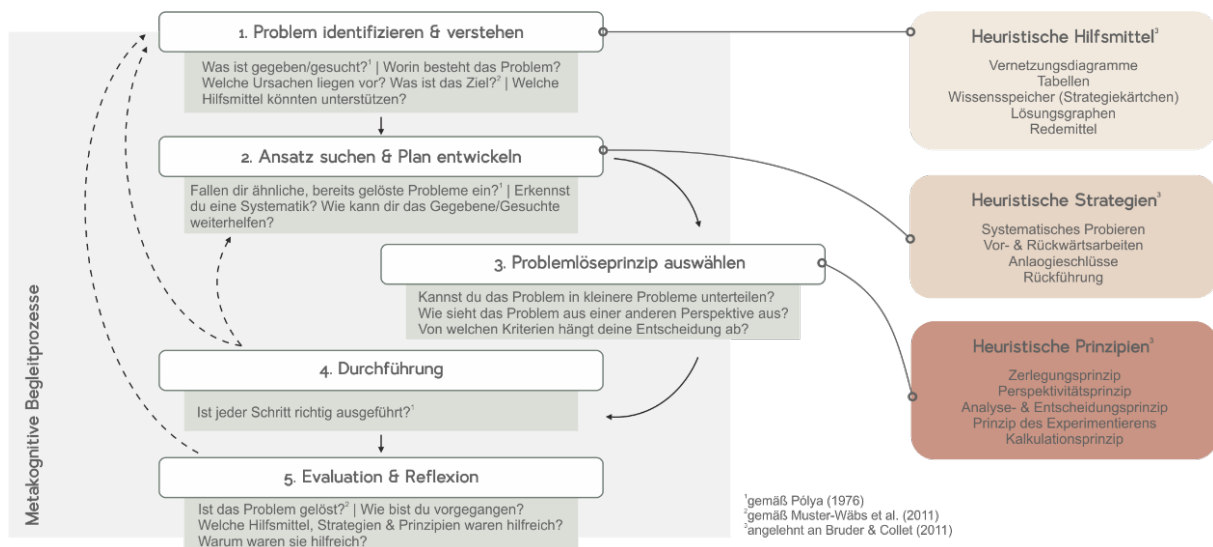 1. Problem identifizieren & verstehen
Was ist gegeben/gesucht?¹ | Worin besteht das Problem?
Welche Ursachen liegen vor? Was ist das Ziel?² | Welche
Hilfsmittel könnten unterstützen?
2. Ansatz suchen & Plan entwickeln
Fallen dir ähnliche, bereits gelöste Probleme ein?¹ | Erkennst
du eine Systematik? Wie kann dir das Gegebene/Gesuchte
weiterhelfen?
3. Problemlöseprinzip auswählen
Kannst du das Problem in kleinere Probleme unterteilen?
Wie sieht das Problem aus einer anderen Perspektive aus?
Von welchen Kriterien hängt deine Entscheidung ab?
4. Durchführung
Ist jeder Schritt richtig ausgeführt?¹
5. Evaluation & Reflexion
Ist das Problem gelöst?² | Wie bist du vorgegangen?
Welche Hilfsmittel, Strategien & Prinzipien waren hilfreich?
Warum waren sie hilfreich?
Metakognitive Begleitprozesse
Heuristische Hilfsmittel³
Vernetzungsdiagramme
Tabellen
Wissensspeicher (Strategiekärtchen)
Lösungsgraphen
Redemittel
Heuristische Strategien³
Systematisches Probieren
Vor- & Rückwärtsarbeiten
Anlaogieschlüsse
Rückführung
Heuristische Prinzipien³
Zerlegungsprinzip
Perspektivitätsprinzip
Analyse- & Entscheidungsprinzip
Prinzip des Experimentierens
Kalkulationsprinzip
¹gemäß Pólya (1976)
²gemäß Muster-Wäbs et al. (2011)
³angelehnt an Bruder & Collet (2011)